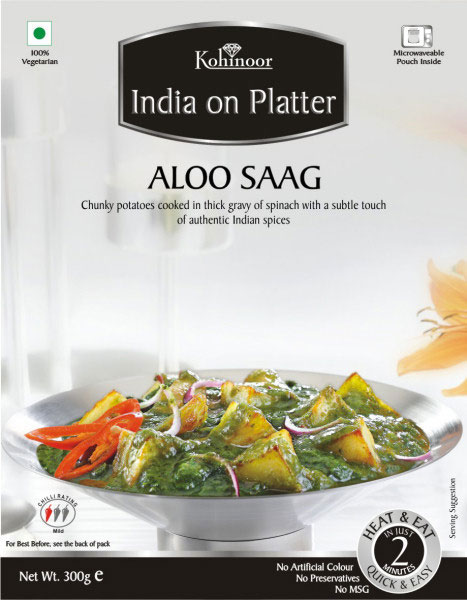 100%
Vegetarian
Kohinoor
India on Platter
Microwaveable
Pouch Inside
ALOO SAAG
Chunky potatoes cooked in thick gravy of spinach with a subtle touch
of authentic Indian spices
CHILLI RATING
Mild
For Best Before, see the back of pack
Net Wt. 300g e
Serving Suggestion
HEAT & EAT
IN JUST
2
MINUTES
QUICK & EASY
No Artificial Colour
No Preservatives
No MSG